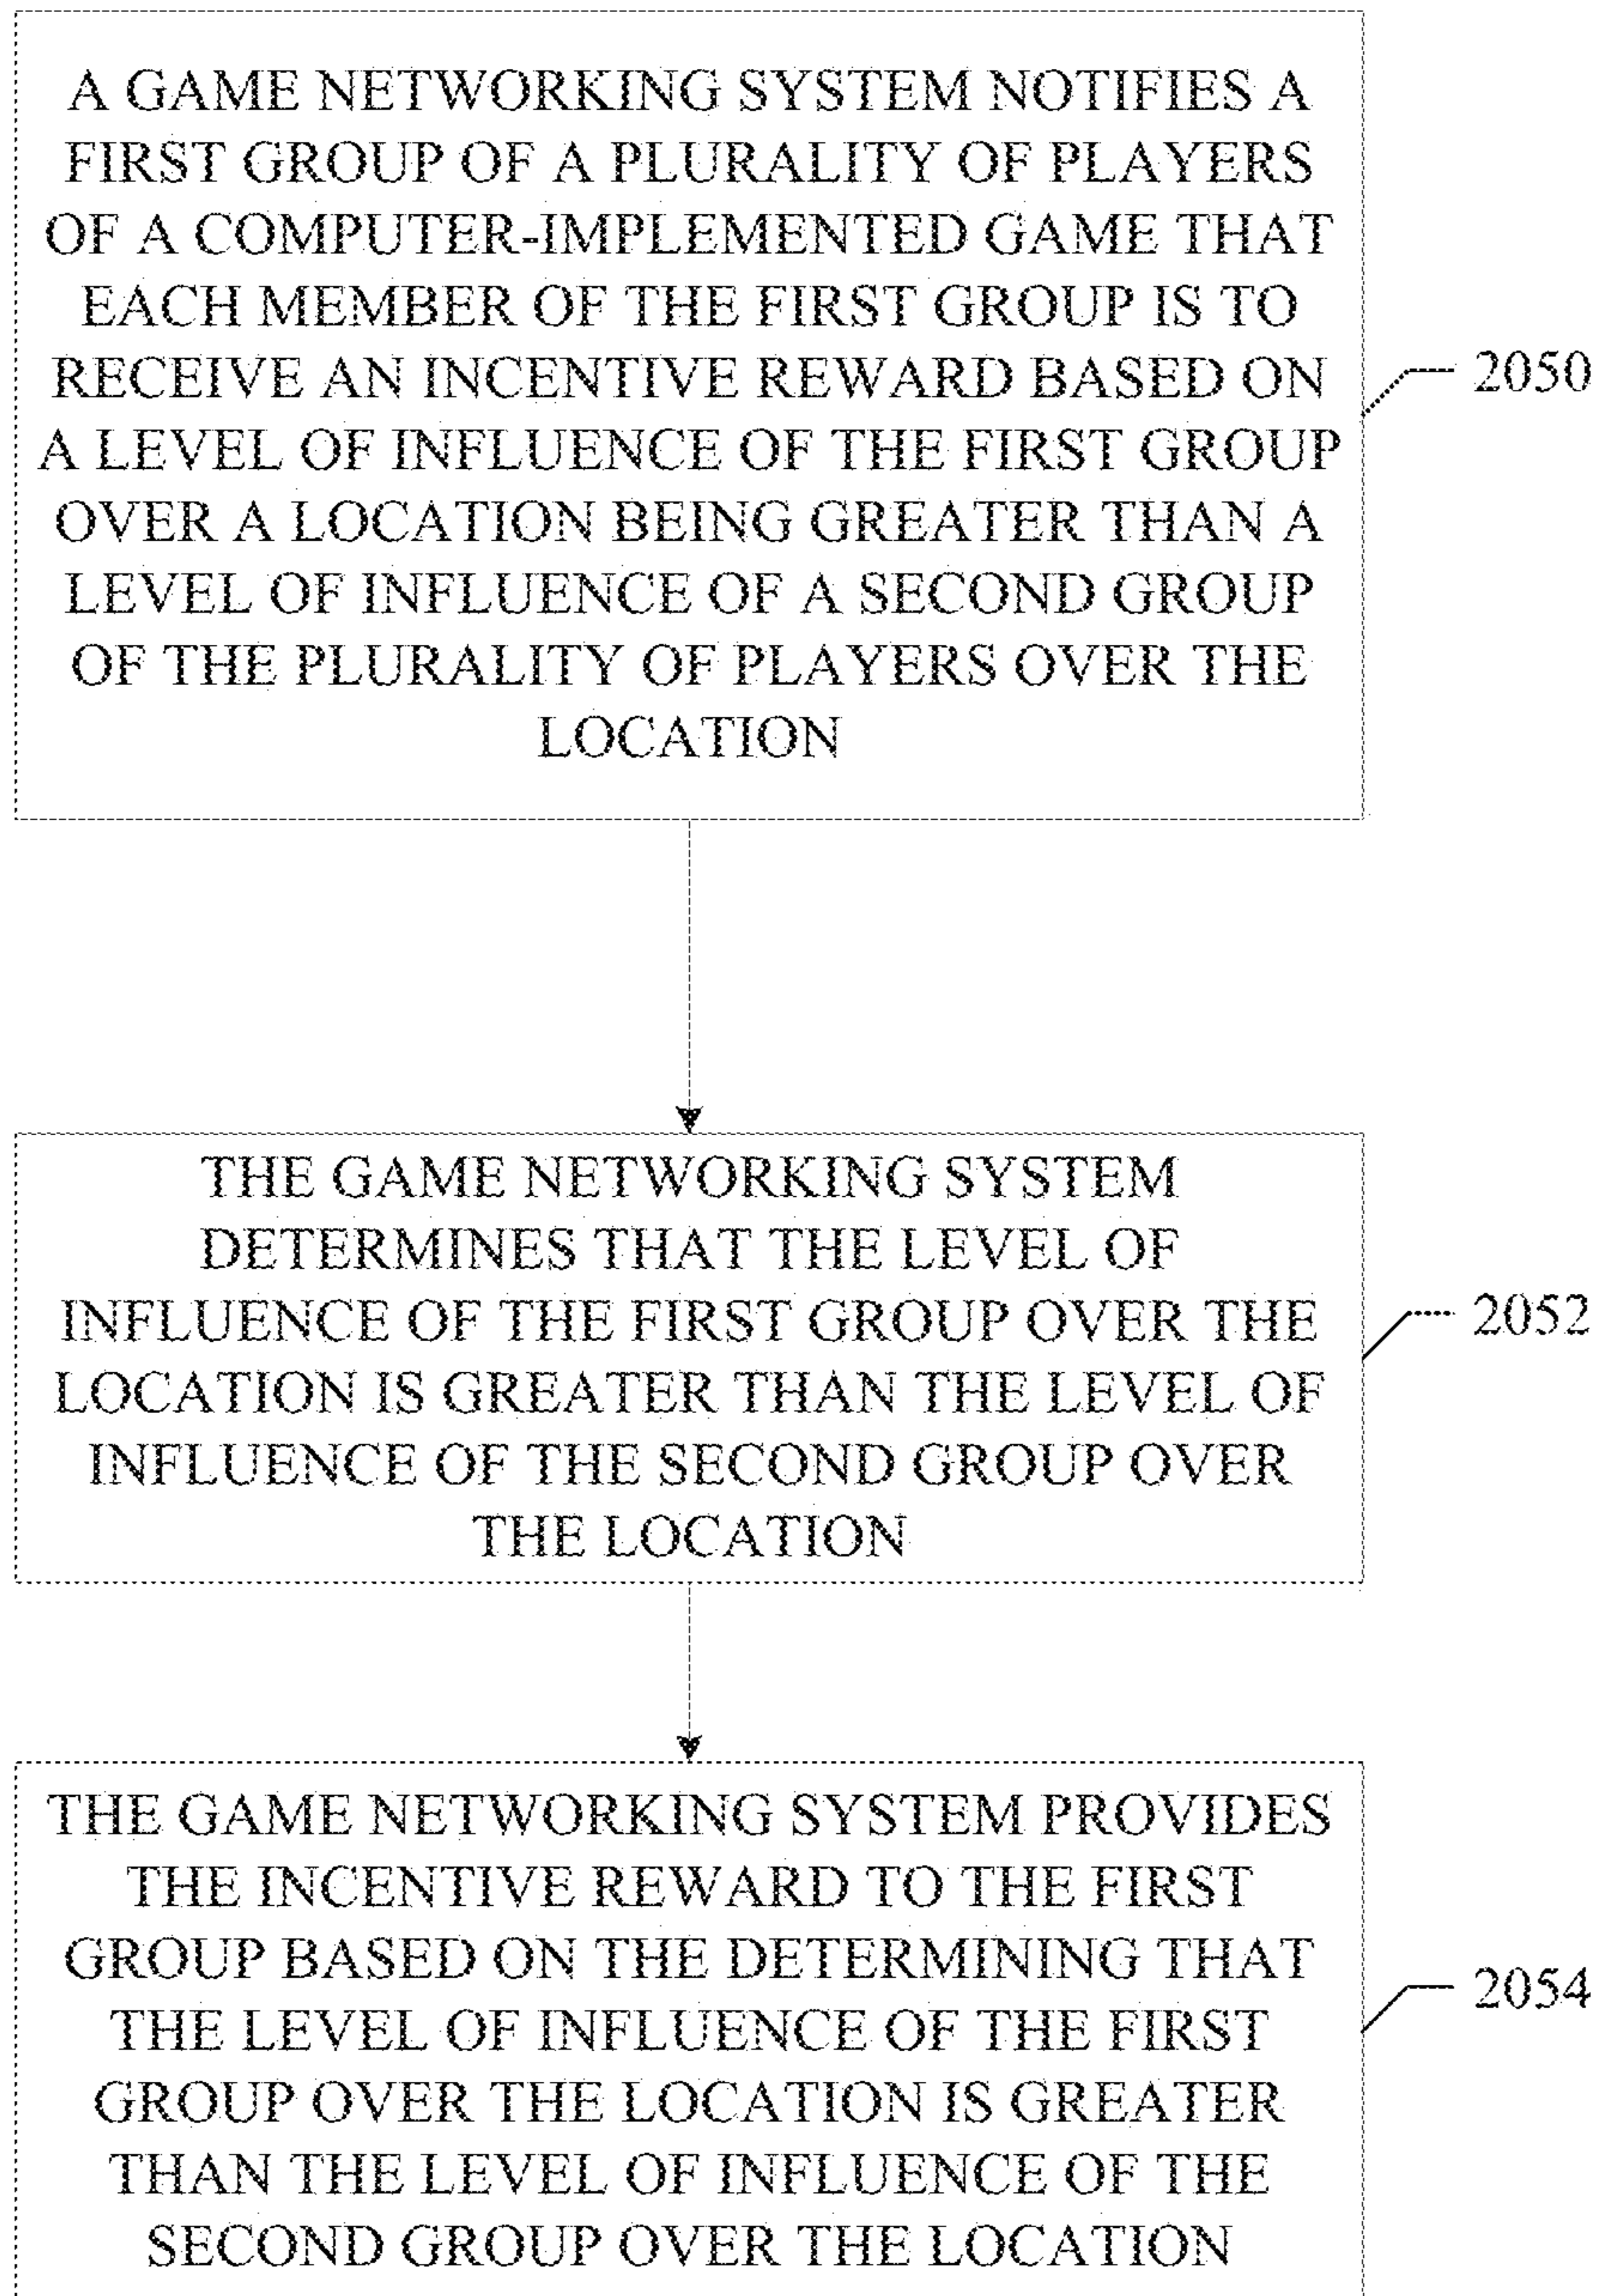 A GAME NETWORKING SYSTEM NOTIFIES A
FIRST GROUP OF A PLURALITY OF PLAYERS
OF A COMPUTER-IMPLEMENTED GAME THAT
EACH MEMBER OF THE FIRST GROUP IS TO
RECEIVE AN INCENTIVE REWARD BASED ON
A LEVEL OF INFLUENCE OF THE FIRST GROUP
OVER A LOCATION BEING GREATER THAN A
LEVEL OF INFLUENCE OF A SECOND GROUP
OF THE PLURALITY OF PLAYERS OVER THE
LOCATION
2050
THE GAME NETWORKING SYSTEM
DETERMINES THAT THE LEVEL OF
INFLUENCE OF THE FIRST GROUP OVER THE
LOCATION IS GREATER THAN THE LEVEL OF
INFLUENCE OF THE SECOND GROUP OVER
THE LOCATION
2052
THE GAME NETWORKING SYSTEM PROVIDES
THE INCENTIVE REWARD TO THE FIRST
GROUP BASED ON THE DETERMINING THAT
THE LEVEL OF INFLUENCE OF THE FIRST
GROUP OVER THE LOCATION IS GREATER
THAN THE LEVEL OF INFLUENCE OF THE
SECOND GROUP OVER THE LOCATION
2054